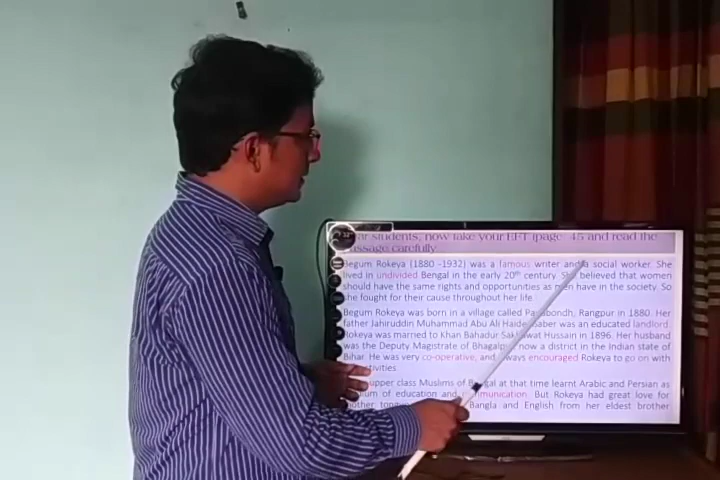 students, now take your EFT (page 45 and read the
passage carefully.
Begum Rokeya (1880 -1932) was a famous writer and a social worker. She
lived in undivided Bengal in the early 20th century. She believed that women
should have the same rights and opportunities as men have in the society. So
she fought for their cause throughout her life.
Begum Rokeya was born in a village called Pairabondh, Rangpur in 1880. Her
father Jahiruddin Muhammad Abu Ali Haider Saber was an educated landlord.
Rokeya was married to Khan Bahadur Sakhawat Hussain in 1896. Her husband
was the Deputy Magistrate of Bhagalpur, now a district in the Indian state of
Bihar. He was very co-operative, and always encouraged Rokeya to go on with
activities.
upper class Muslims of Bengal at that time learnt Arabic and Persian as
of education and communication. But Rokeya had great love for
mother Bangla and English from her eldest brother